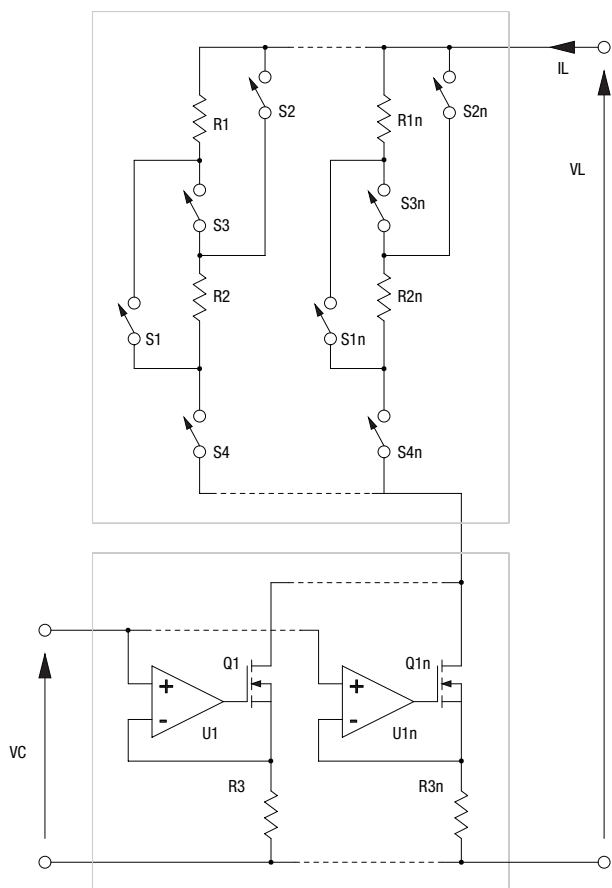 IL
S2
S2n
R1
R1n
VL
S3
S3n
R2
R2n
S1
S1n
S4
S4n
Q1
Q1n
+
+
-
-
U1
U1n
VC
R3
R3n